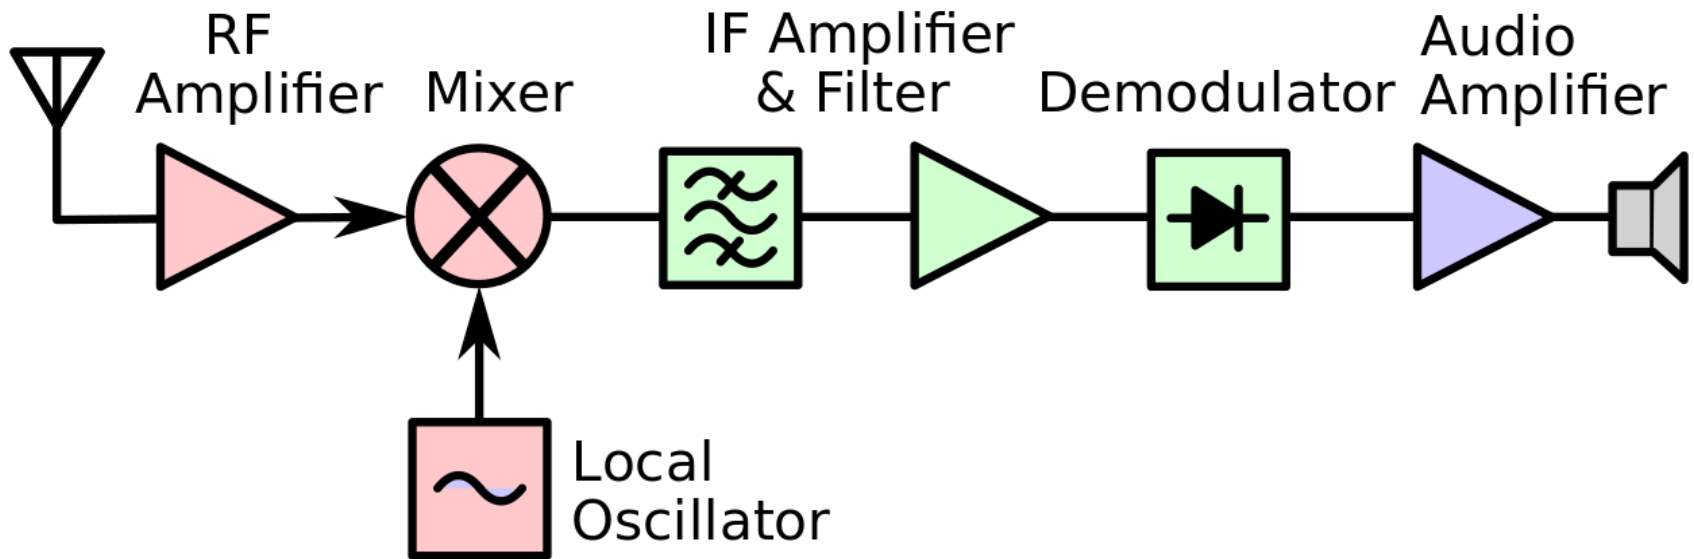 RF
Amplifier
Mixer
IF Amplifier
& Filter
Demodulator
Audio
Amplifier
Local
Oscillator